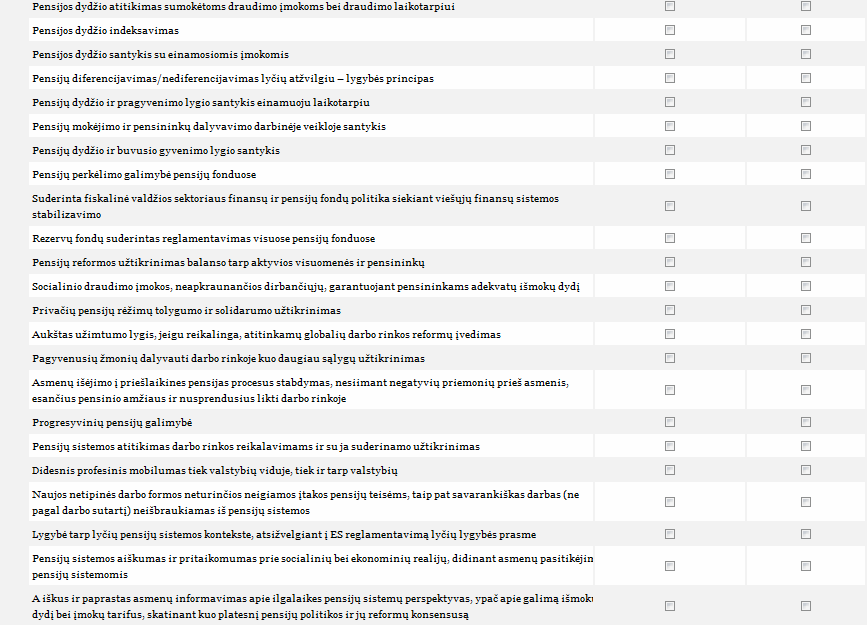 Pensijos dydžio atitikimas sumokėtoms draudimo įmokoms bei draudimo laikotarpiui
Pensijos dydžio indeksavimas
Pensijos dydžio santykis su einamosiomis įmokomis
Pensijų diferencijavimas/nediferencijavimas lyčių atžvilgiu – lygybės principas
Pensijų dydžio ir pragyvenimo lygio santykis einamuoju laikotarpiu
Pensijų mokėjimo ir pensininkų dalyvavimo darbinėje veikloje santykis
Pensijų dydžio ir buvusio gyvenimo lygio santykis
Pensijų perkėlimo galimybė pensijų fonduose
Suderinta fiskalinė valdžios sektoriaus finansų ir pensijų fondų politika siekiant viešųjų finansų sistemos
stabilizavimo
Rezervų fondų suderintas reglamentavimas visuose pensijų fonduose
Pensijų reformos užtikrinimas balanso tarp aktyvios visuomenės ir pensininkų
Socialinio draudimo įmokos, neapkraunančios dirbančiųjų, garantuojant pensininkams adekvatų išmokų dydį
Privačių pensijų rėžimų tolygumo ir solidarumo užtikrinimas
Aukštas užimtumo lygis, jeigu reikalinga, atitinkamų globalių darbo rinkos reformų įvedimas
Pagyvenusių žmonių dalyvauti darbo rinkoje kuo daugiau sąlygų užtikrinimas
Asmenų išėjimo į priešlaikines pensijas procesus stabdymas, nesiimant negatyvių priemonių prieš asmenis,
esančius pensinio amžiaus ir nusprendusius likti darbo rinkoje
Progresyvinių pensijų galimybė
Pensijų sistemos atitikimas darbo rinkos reikalavimams ir su ja suderinamo užtikrinimas
Didesnis profesinis mobilumas tiek valstybių viduje, tiek ir tarp valstybių
Naujos netipinės darbo formos neturinčios neigiamos įtakos pensijų teisėms, taip pat savarankiškas darbas (ne
pagal darbo sutartį) neišbraukiamas iš pensijų sistemos
Lygybė tarp lyčių pensijų sistemos kontekste, atsižvelgiant į ES reglamentavimą lyčių lygybės prasme
Pensijų sistemos aiškumas ir pritaikomumas prie socialinių bei ekonominių realijų, didinant asmenų pasitikėjim
pensijų sistemomis
A iškus ir paprastas asmenų informavimas apie ilgalaikes pensijų sistemų perspektyvas, ypač apie galimą išmokų
dydį bei įmokų tarifus, skatinant kuo platesnį pensijų politikos ir jų reformų konsensusą